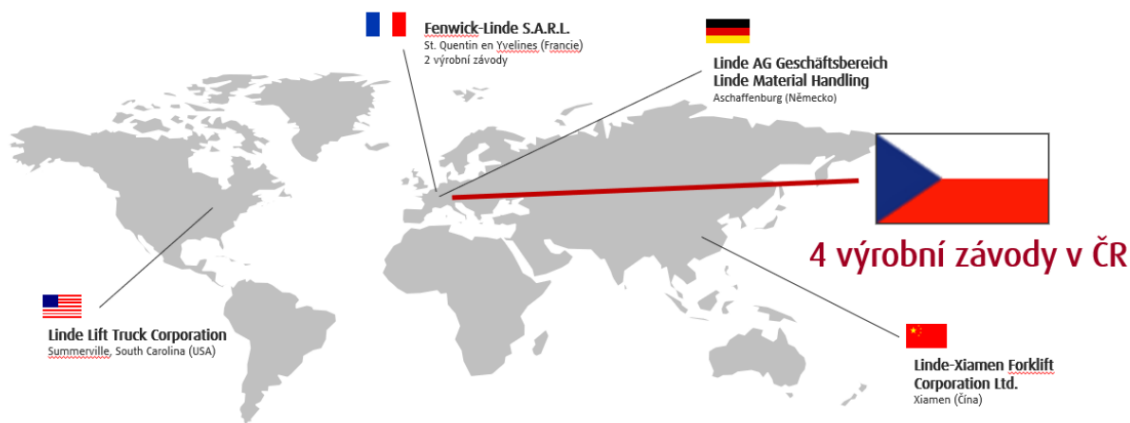 Fenwick-Linde S.A.R.L.
St. Quentin en Yvelines (Francie)
2 výrobní závody
Linde AG Geschäftsbereich
Linde Material Handling
Aschaffenburg (Německo)
4 výrobní závody v ČR
Linde Lift Truck Corporation
Summerville, South Carolina (USA)
Linde-Xiamen Forklift
Corporation Ltd.
Xiamen (Čína)